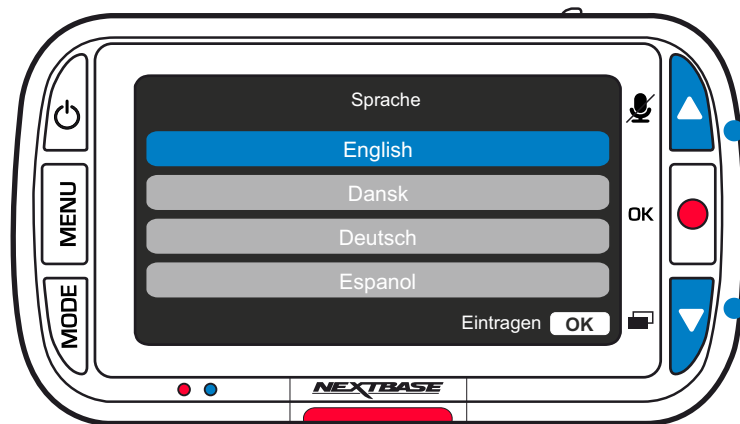 Sprache
English
Dansk
Deutsch
Espanol
Eintragen OK
MENU
MODE
OK
NEXTBASE